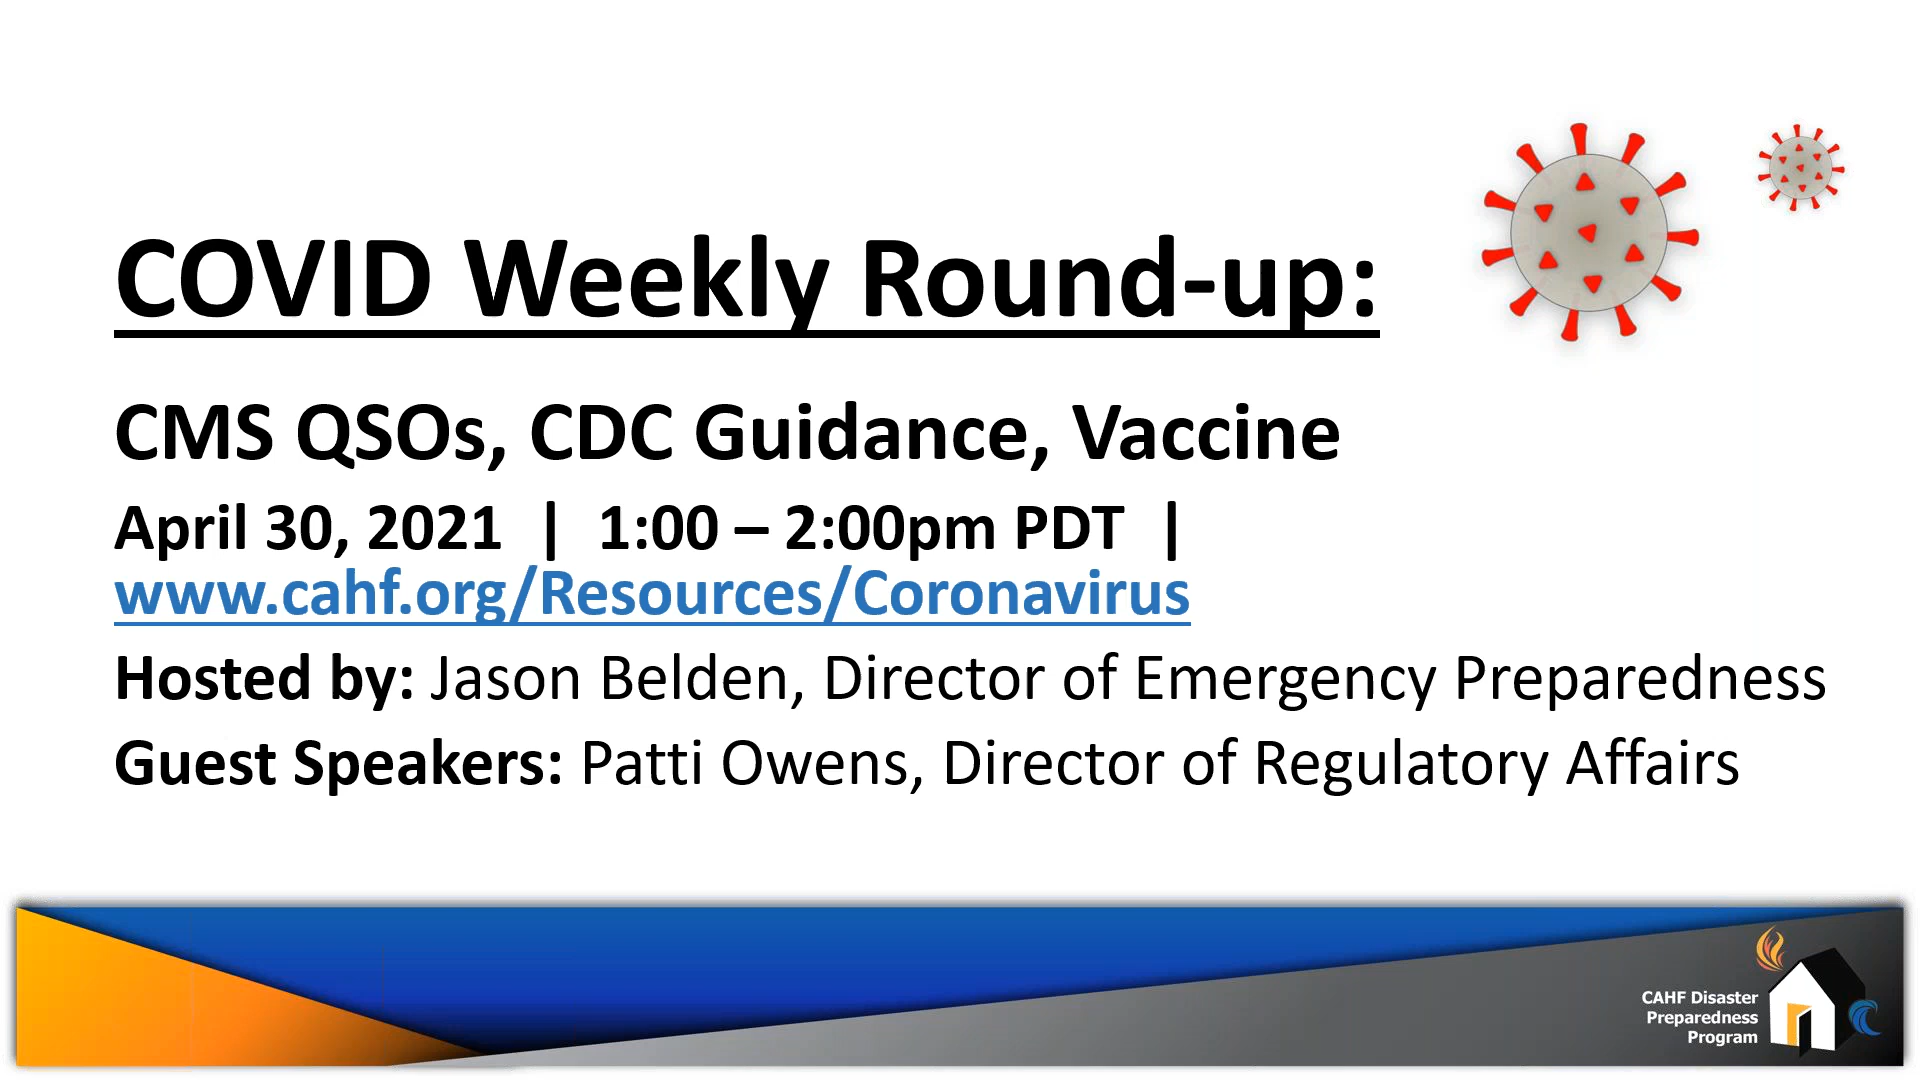 COVID Weekly Round-up:
CMS QSOs, CDC Guidance, Vaccine
April 30, 2021 | 1:00 – 2:00pm PDT |
www.cahf.org/Resources/Coronavirus
Hosted by: Jason Belden, Director of Emergency Preparedness
Guest Speakers: Patti Owens, Director of Regulatory Affairs
CAHF Disaster
Preparedness
Program